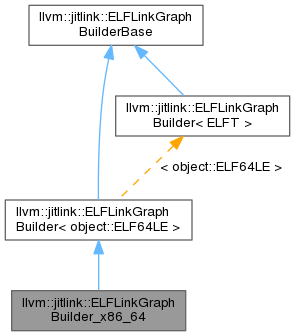 llvm::jitlink::ELFLinkGraph
BuilderBase
llvm::jitlink::ELFLinkGraph
Builder< ELFT >
< object::ELF64LE >
llvm::jitlink::ELFLinkGraph
Builder< object::ELF64LE >
llvm::jitlink::ELFLinkGraph
Builder_x86_64